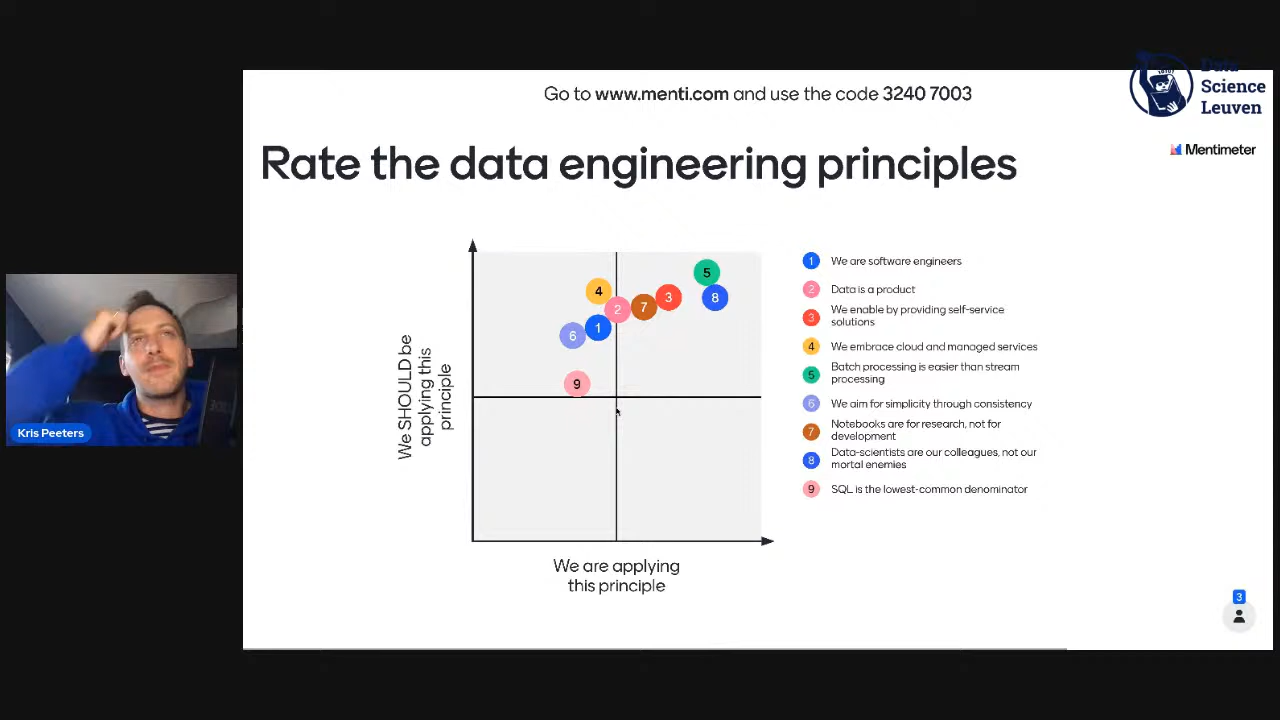 Go to www.menti.com and use the code 3240 7003
Data
Science
Leuven
Mentimeter
Rate the data engineering principles
We SHOULD be
applying this
principle
4
5
2
7
3
8
6
1
9
We are applying
this principle
1 We are software engineers
2 Data is a product
3 We enable by providing self-service
solutions
4 We embrace cloud and managed services
5 Batch processing is easier than stream
processing
6 We aim for simplicity through consistency
7 Notebooks are for research, not for
development
8 Data-scientists are our colleagues, not our
mortal enemies
9 SQL is the lowest-common denominator
Kris Peeters
3